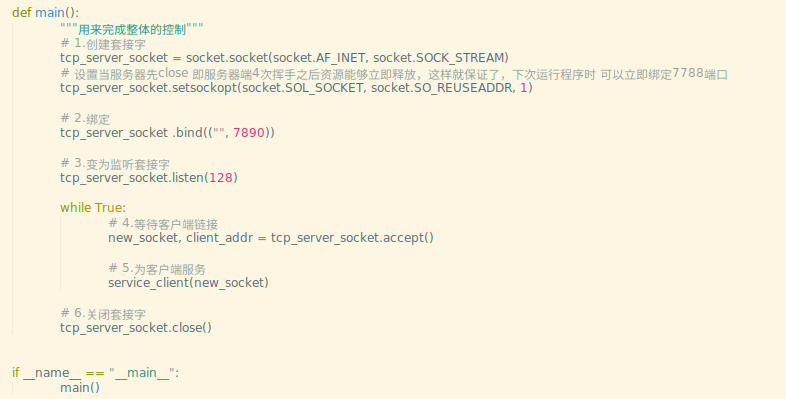 def main():
"""用来完成整体的控制"""
# 1.创建套接字
tcp_server_socket = socket.socket(socket.AF_INET, socket.SOCK_STREAM)
# 设置当服务器先close 即服务器端4次挥手之后资源能够立即释放，这样就保证了，下次运行程序时 可以立即绑定7788端口
tcp_server_socket.setsockopt(socket.SOL_SOCKET, socket.SO_REUSEADDR, 1)
# 2.绑定
tcp_server_socket .bind(("", 7890))
# 3.变为监听套接字
tcp_server_socket.listen(128)
while True:
# 4.等待客户端链接
new_socket, client_addr = tcp_server_socket.accept()
# 5.为客户端服务
service_client(new_socket)
# 6.关闭套接字
tcp_server_socket.close()
if __name__ == "__main__":
main()